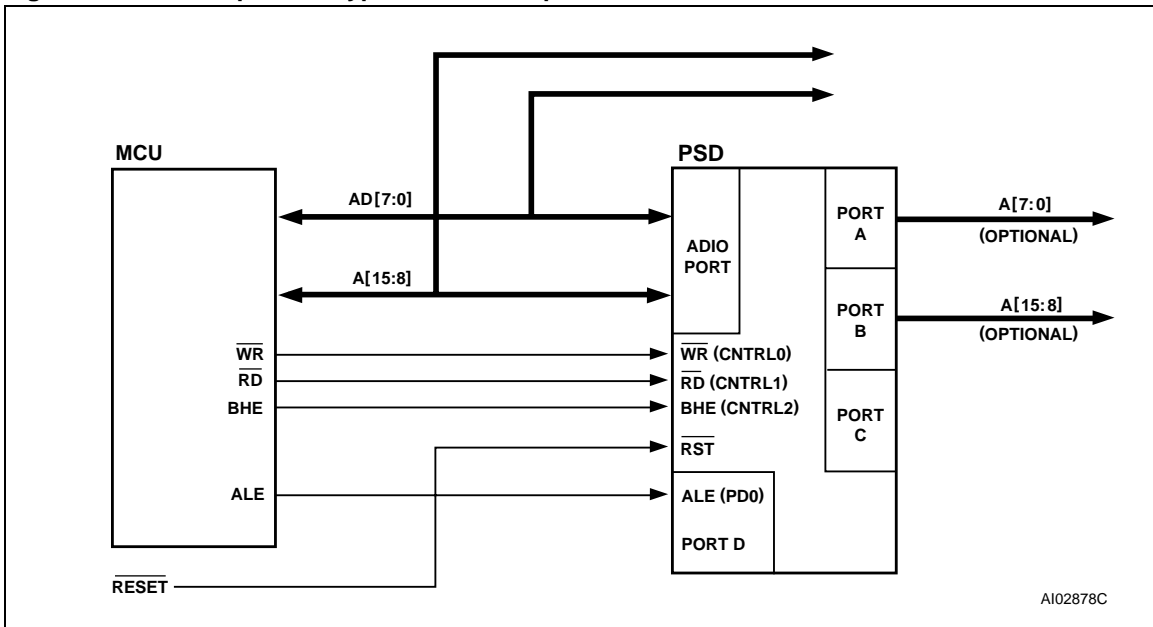 MCU
PSD
AD[7:0]
A[15:8]
WR
RD
BHE
ALE
RESET
ADIO
PORT
WR (CNTRL0)
RD (CNTRL1)
BHE (CNTRL2)
RST
ALE (PD0)
PORT D
PORT
A
PORT
B
PORT
C
A[7:0]
(OPTIONAL)
A[15:8]
(OPTIONAL)
AI02878C